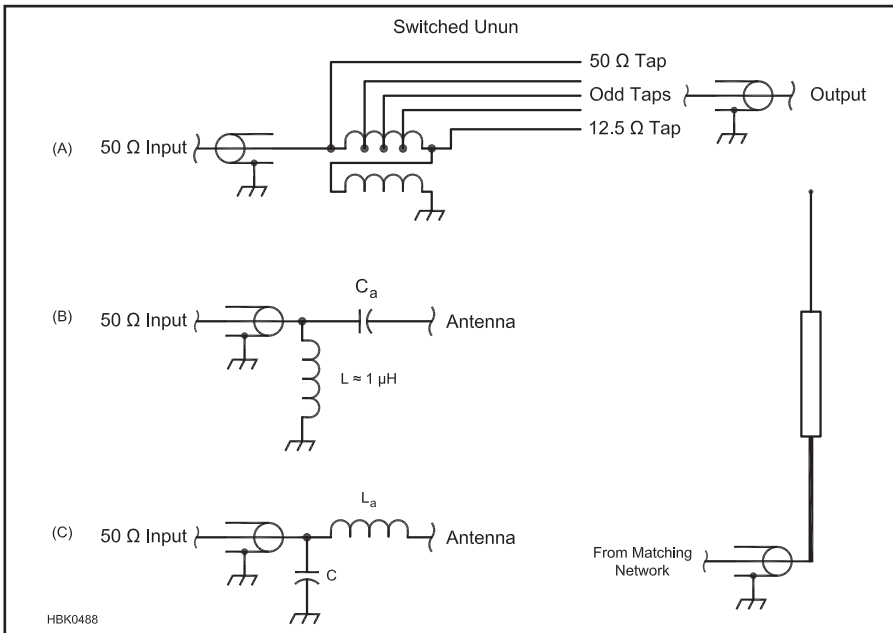 Switched Unun
50 Ω Tap
Odd Taps
Output
12.5 Ω Tap
(A)
50 Ω Input
Ca
(B)
50 Ω Input
Antenna
L ≈ 1 µH
La
(C)
50 Ω Input
Antenna
C
From Matching
Network
HBK0488